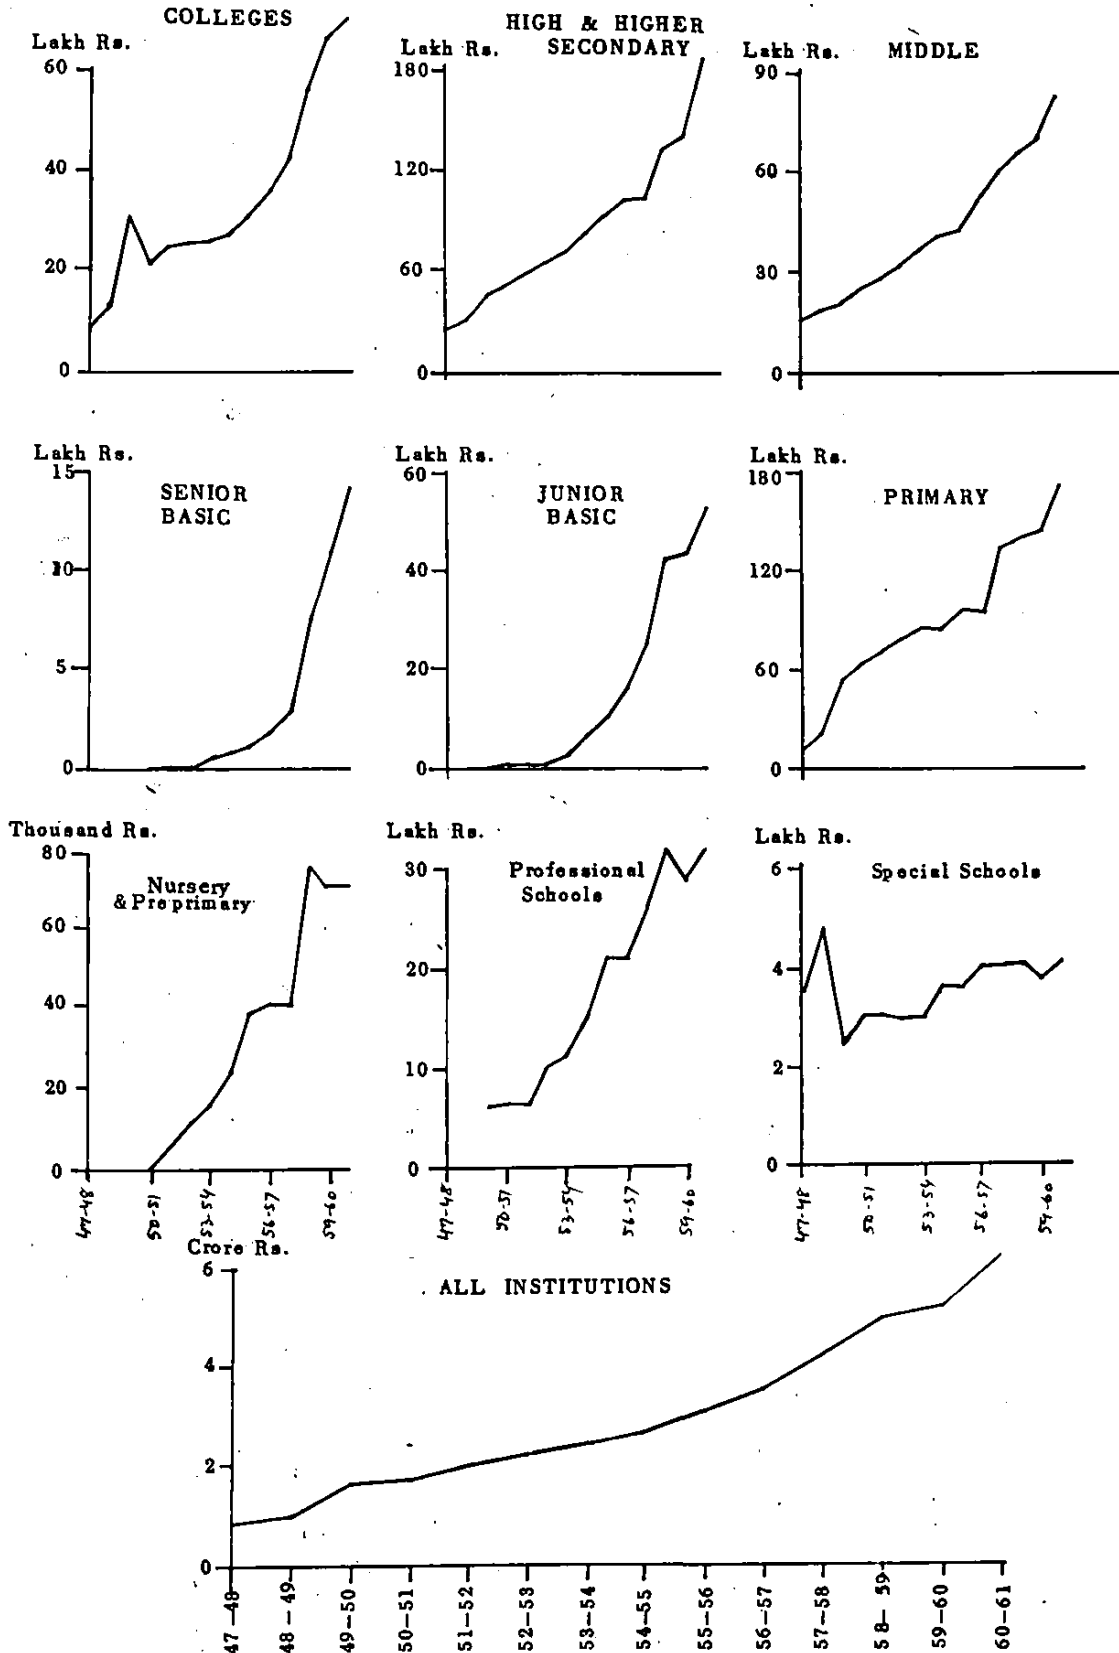 COLLEGES
Lakh Rs.
60
40
20
0
HIGH & HIGHER
SECONDARY
Lakh Rs.
180
120
60
0
MIDDLE
Lakh Rs.
90
60
30
0
Lakh Rs.
15
10
5
0
SENIOR
BASIC
Lakh Rs.
60
40
20
0
JUNIOR
BASIC
Lakh Rs.
180
120
60
0
PRIMARY
Thousand Rs.
80
60
40
20
0
Nursery
& Preprimary
47-48
50-51
53-54
56-57
59-60
Lakh Rs.
30
20
10
0
Professional
Schools
47-48
50-51
53-54
56-57
59-60
Lakh Rs.
6
4
2
0
Special Schools
47-48
50-51
53-54
56-57
59-60
Crore Rs.
6
4
2
0
ALL INSTITUTIONS
47-48
48-49
49-50
50-51
51-52
52-53
53-54
54-55
55-56
56-57
57-58
58-59
59-60
60-61